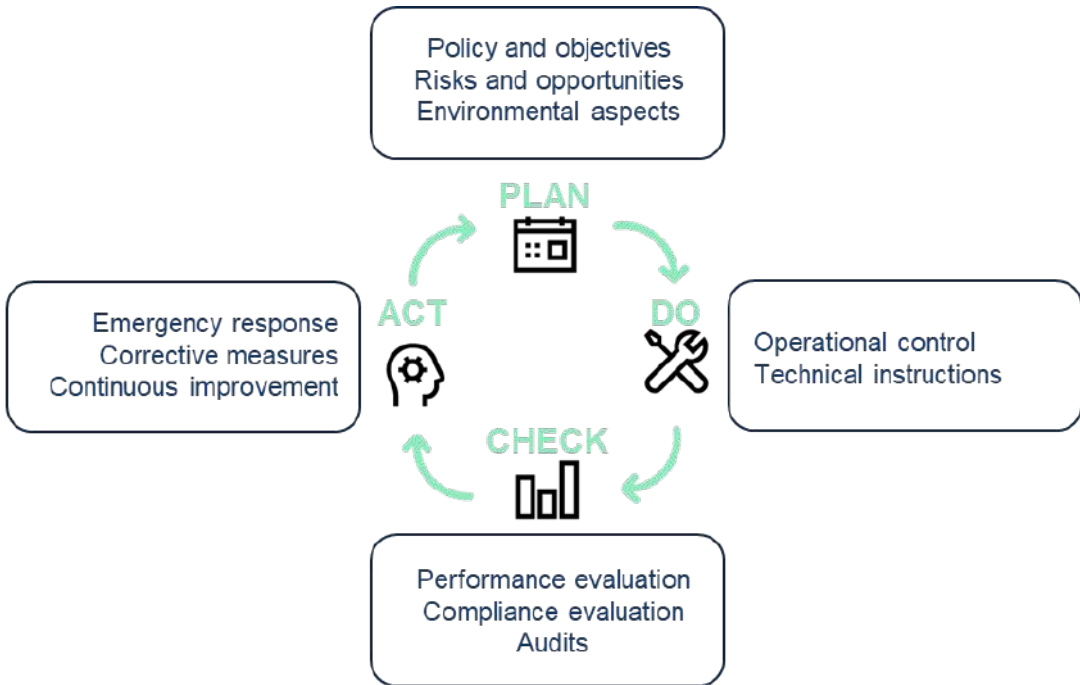 Policy and objectives
Risks and opportunities
Environmental aspects
PLAN
ACT
DO
Emergency response
Corrective measures
Continuous improvement
Operational control
Technical instructions
CHECK
Performance evaluation
Compliance evaluation
Audits